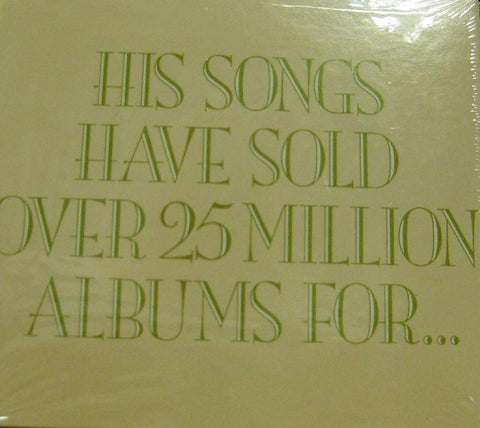 HIS SONGS
HAVE SOLD
OVER 25 MILLION
ALBUMS FOR...